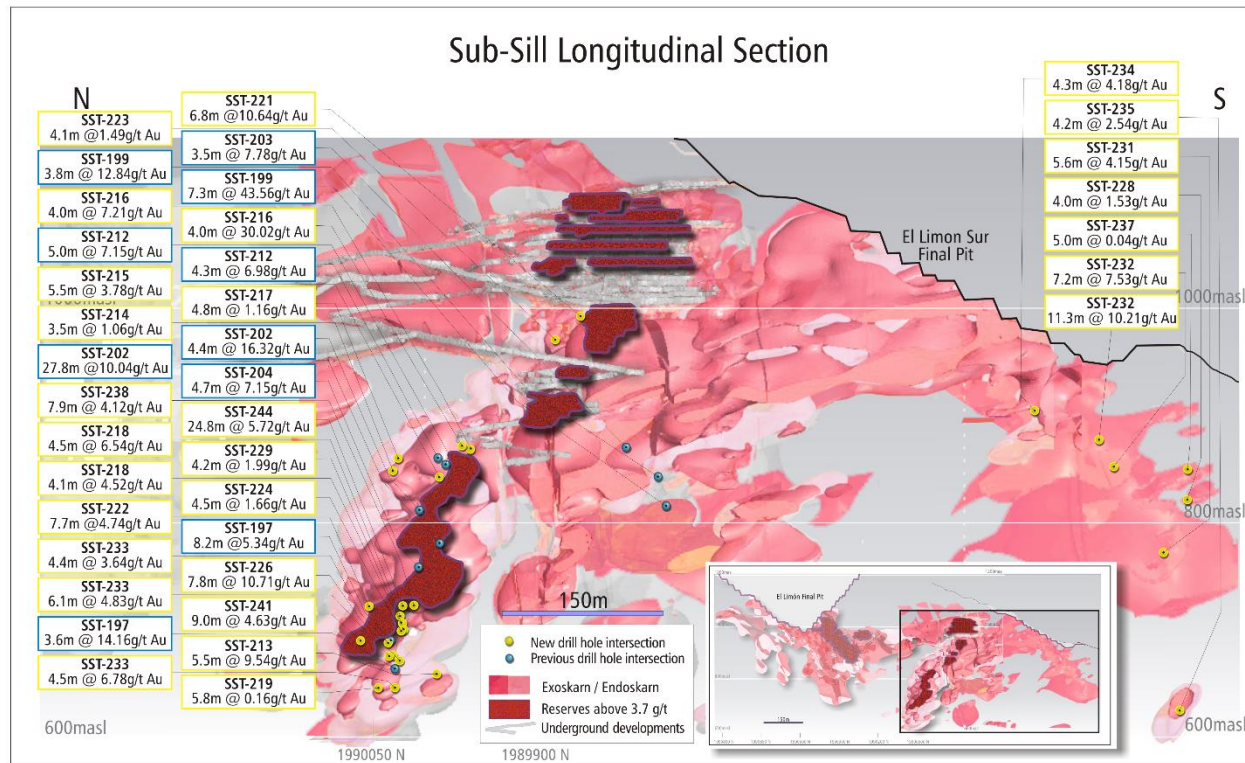 Sub-Sill Longitudinal Section
N
S
SST-223
4.1m @1.49g/t Au
SST-199
3.8m @ 12.84g/t Au
SST-216
4.0m @ 7.21g/t Au
SST-212
5.0m @ 7.15g/t Au
SST-215
5.5m @ 3.78g/t Au
SST-214
3.5m @ 1.06g/t Au
SST-202
27.8m @10.04g/t Au
SST-238
7.9m @ 4.12g/t Au
SST-218
4.5m @ 6.54g/t Au
SST-218
4.1m @ 4.52g/t Au
SST-222
7.7m @4.74g/t Au
SST-233
4.4m @ 3.64g/t Au
SST-233
6.1m @ 4.83g/t Au
SST-197
3.6m @ 14.16g/t Au
SST-233
4.5m @ 6.78g/t Au
SST-221
6.8m @10.64g/t Au
SST-203
3.5m @ 7.78g/t Au
SST-199
7.3m @ 43.56g/t Au
SST-216
4.0m @ 30.02g/t Au
SST-212
4.3m @ 6.98g/t Au
SST-217
4.8m @ 1.16g/t Au
SST-202
4.4m @ 16.32g/t Au
SST-204
4.7m @ 7.15g/t Au
SST-244
24.8m @ 5.72g/t Au
SST-229
4.2m @ 1.99g/t Au
SST-224
4.5m @ 1.66g/t Au
SST-197
8.2m @5.34g/t Au
SST-226
7.8m @ 10.71g/t Au
SST-241
9.0m @ 4.63g/t Au
SST-213
5.5m @ 9.54g/t Au
SST-219
5.8m @ 0.16g/t Au
SST-234
4.3m @ 4.18g/t Au
SST-235
4.2m @ 2.54g/t Au
SST-231
5.6m @ 4.15g/t Au
SST-228
4.0m @ 1.53g/t Au
SST-237
5.0m @ 0.04g/t Au
SST-232
7.2m @ 7.53g/t Au
SST-232
11.3m @ 10.21g/t Au
El Limon Sur
Final Pit
1000masl
800masl
600masl
600masl
150m
New drill hole intersection
Previous drill hole intersection
Exoskarn / Endoskarn
Reserves above 3.7 g/t
Underground developments
El Limón Final Pit
150m
1990050 N
1989900 N